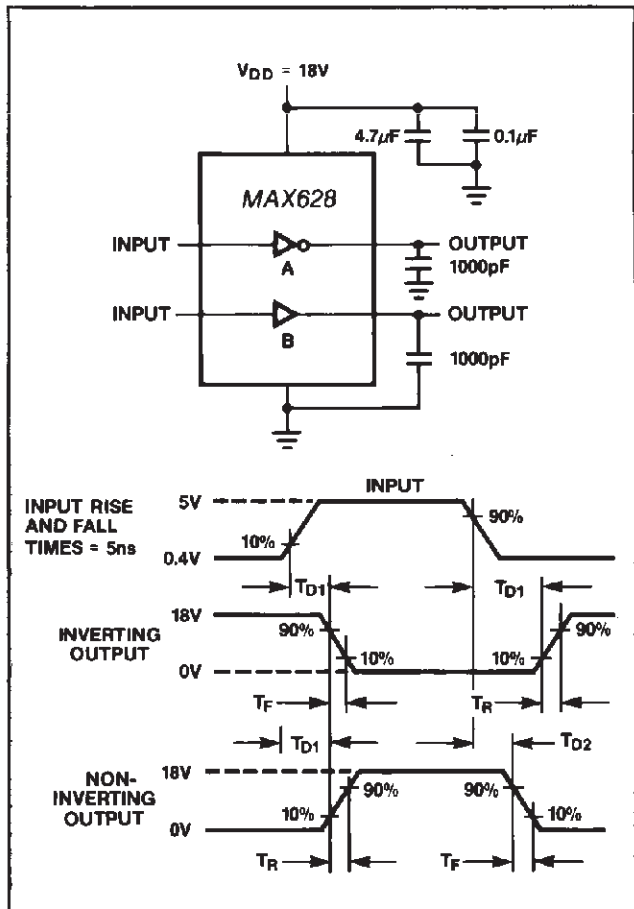 V_DD = 18V
4.7µF
0.1µF
MAX628
INPUT
A
OUTPUT
1000pF
INPUT
B
OUTPUT
1000pF
INPUT RISE
AND FALL
TIMES = 5ns
5V
INPUT
90%
10%
0.4V
T_D1
T_D1
INVERTING
OUTPUT
18V
90%
10%
10%
90%
0V
T_F
T_R
T_D1
T_D2
NON-
INVERTING
OUTPUT
18V
90%
90%
10%
10%
0V
T_R
T_F